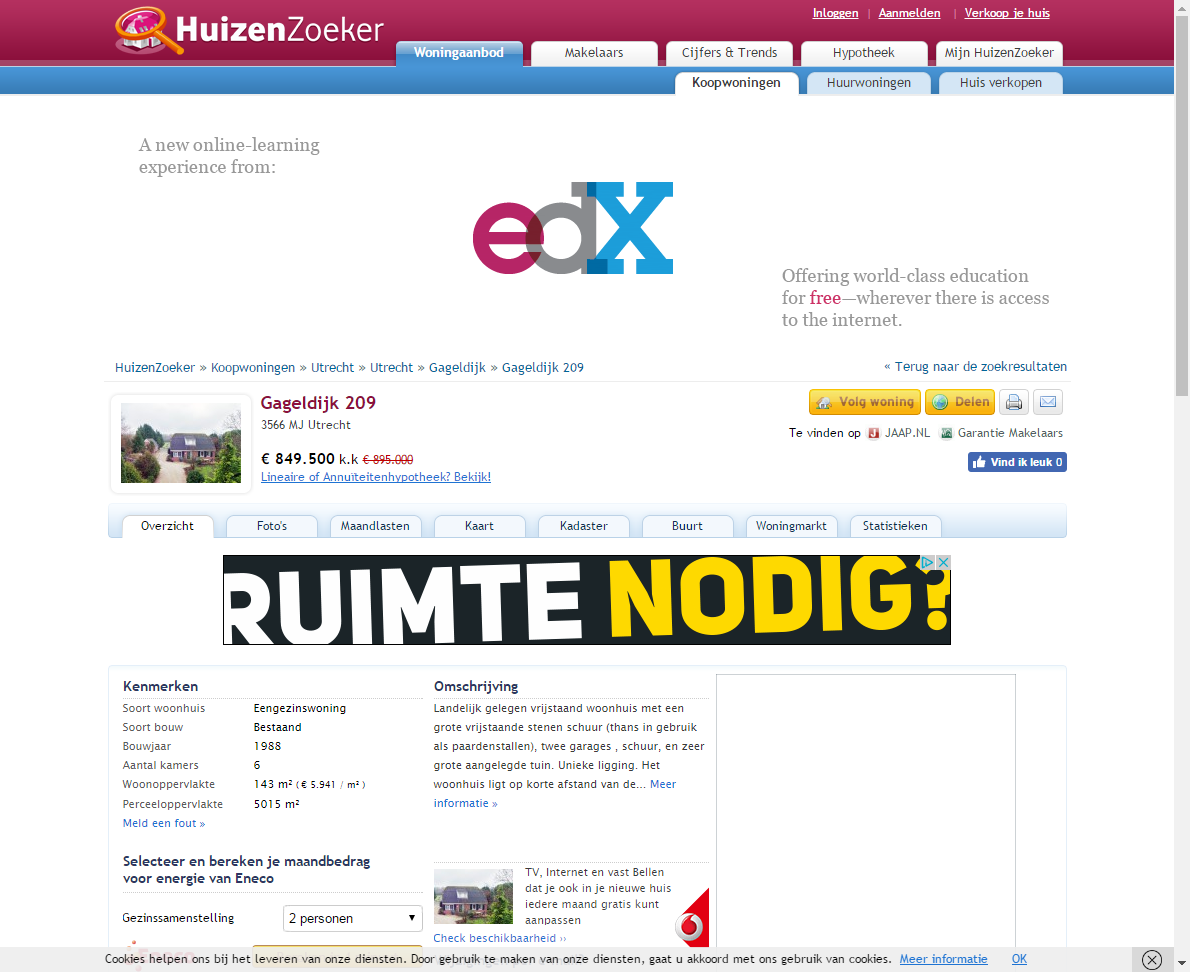 Inloggen | Aanmelden | Verkoop je huis
HuizenZoeker
Woningaanbod Makelaars Cijfers & Trends Hypotheek Mijn HuizenZoeker
Koopwoningen Huurwoningen Huis verkopen
A new online-learning
experience from:
edX
Offering world-class education
for free—wherever there is access
to the internet.
HuizenZoeker » Koopwoningen » Utrecht » Utrecht » Gageldijk » Gageldijk 209
« Terug naar de zoekresultaten
Gageldijk 209
3566 MJ Utrecht
€ 849.500 k.k € 895.000
Lineaire of Annuïteitenhypotheek? Bekijk!
Volg woning Delen
Te vinden op JAAP.NL Garantie Makelaars
Vind ik leuk 0
Overzicht Foto's Maandlasten Kaart Kadaster Buurt Woningmarkt Statistieken
RUIMTE NODIG?
Kenmerken
Soort woonhuis Eengezinswoning
Soort bouw Bestaand
Bouwjaar 1988
Aantal kamers 6
Woonoppervlakte 143 m² ( € 5.941 / m² )
Perceeloppervlakte 5015 m²
Meld een fout »
Omschrijving
Landelijk gelegen vrijstaand woonhuis met een
grote vrijstaande stenen schuur (thans in gebruik
als paardenstallen), twee garages , schuur, en zeer
grote aangelegde tuin. Unieke ligging. Het
woonhuis ligt op korte afstand van de... Meer
informatie »
Selecteer en bereken je maandbedrag
voor energie van Eneco
Gezinssamenstelling 2 personen
TV, Internet en vast Bellen
dat je ook in je nieuwe huis
iedere maand gratis kunt
aanpassen
Check beschikbaarheid ››
Cookies helpen ons bij het leveren van onze diensten. Door gebruik te maken van onze diensten, gaat u akkoord met ons gebruik van cookies. Meer informatie OK